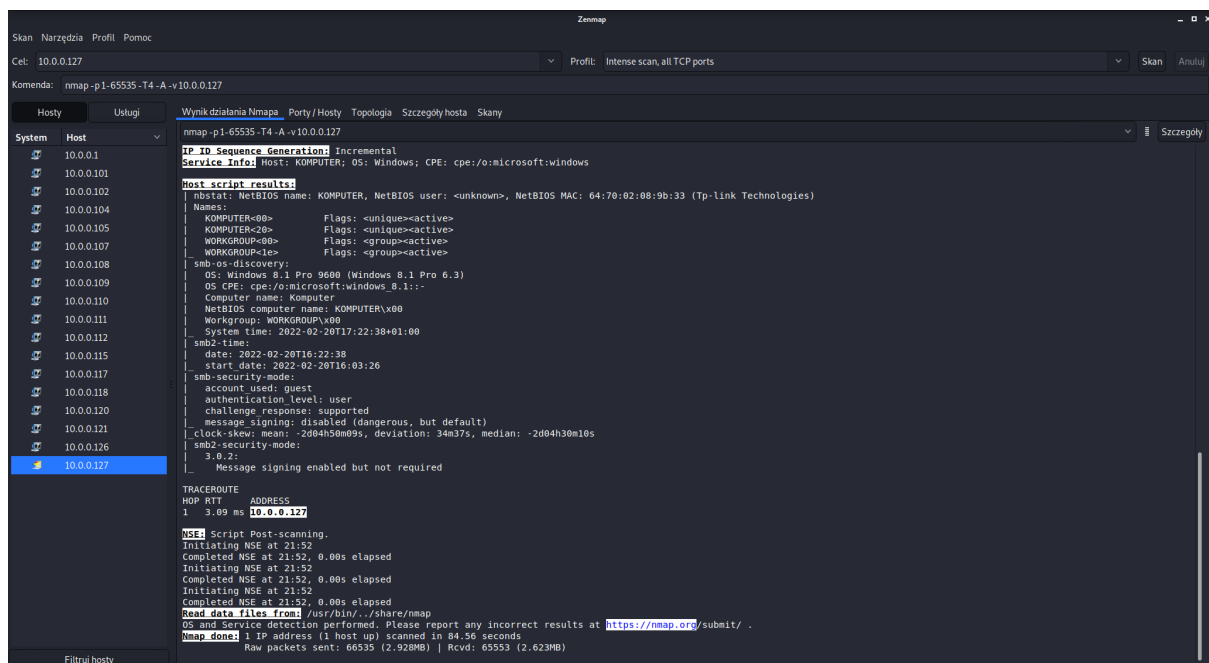 Zenmap
Skan Narzędzia Profil Pomoc
Cel: 10.0.0.127 Profil: Intense scan, all TCP ports Skan Anuluj
Komenda: nmap -p 1-65535 -T4 -A -v 10.0.0.127
Hosty Usługi
System Host
10.0.0.1
10.0.0.101
10.0.0.102
10.0.0.104
10.0.0.105
10.0.0.107
10.0.0.108
10.0.0.109
10.0.0.110
10.0.0.111
10.0.0.112
10.0.0.115
10.0.0.117
10.0.0.118
10.0.0.120
10.0.0.121
10.0.0.126
10.0.0.127
Filtruj hosty
Wynik działania Nmapa Porty / Hosty Topologia Szczegóły hosta Skany
nmap -p 1-65535 -T4 -A -v 10.0.0.127 Szczegóły
IP ID Sequence Generation: Incremental
Service Info: Host: KOMPUTER; OS: Windows; CPE: cpe:/o:microsoft:windows
Host script results:
| nbstat: NetBIOS name: KOMPUTER, NetBIOS user: <unknown>, NetBIOS MAC: 64:70:02:08:9b:33 (Tp-link Technologies)
| Names:
|   KOMPUTER<00>         Flags: <unique><active>
|   KOMPUTER<20>         Flags: <unique><active>
|   WORKGROUP<00>        Flags: <group><active>
|_  WORKGROUP<1e>        Flags: <group><active>
| smb-os-discovery:
|   OS: Windows 8.1 Pro 9600 (Windows 8.1 Pro 6.3)
|   OS CPE: cpe:/o:microsoft:windows_8.1::-
|   Computer name: Komputer
|   NetBIOS computer name: KOMPUTER\x00
|   Workgroup: WORKGROUP\x00
|_  System time: 2022-02-20T17:22:38+01:00
| smb2-time:
|   date: 2022-02-20T16:22:38
|_  start_date: 2022-02-20T16:03:26
| smb-security-mode:
|   account_used: guest
|   authentication_level: user
|   challenge_response: supported
|_  message_signing: disabled (dangerous, but default)
|_clock-skew: mean: -2d04h50m09s, deviation: 34m37s, median: -2d04h30m10s
| smb2-security-mode:
|   3.0.2:
|_    Message signing enabled but not required
TRACEROUTE
HOP RTT     ADDRESS
1   3.09 ms 10.0.0.127
NSE: Script Post-scanning.
Initiating NSE at 21:52
Completed NSE at 21:52, 0.00s elapsed
Initiating NSE at 21:52
Completed NSE at 21:52, 0.00s elapsed
Initiating NSE at 21:52
Completed NSE at 21:52, 0.00s elapsed
Read data files from: /usr/bin/../share/nmap
OS and Service detection performed. Please report any incorrect results at https://nmap.org/submit/ .
Nmap done: 1 IP address (1 host up) scanned in 84.56 seconds
Raw packets sent: 66535 (2.928MB) | Rcvd: 65553 (2.623MB)